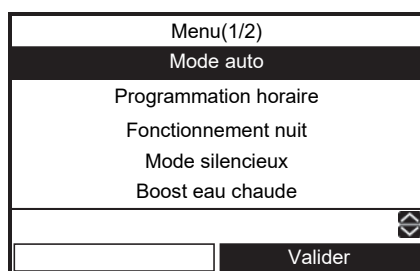 Menu(1/2)
Mode auto
Programmation horaire
Fonctionnement nuit
Mode silencieux
Boost eau chaude
Valider